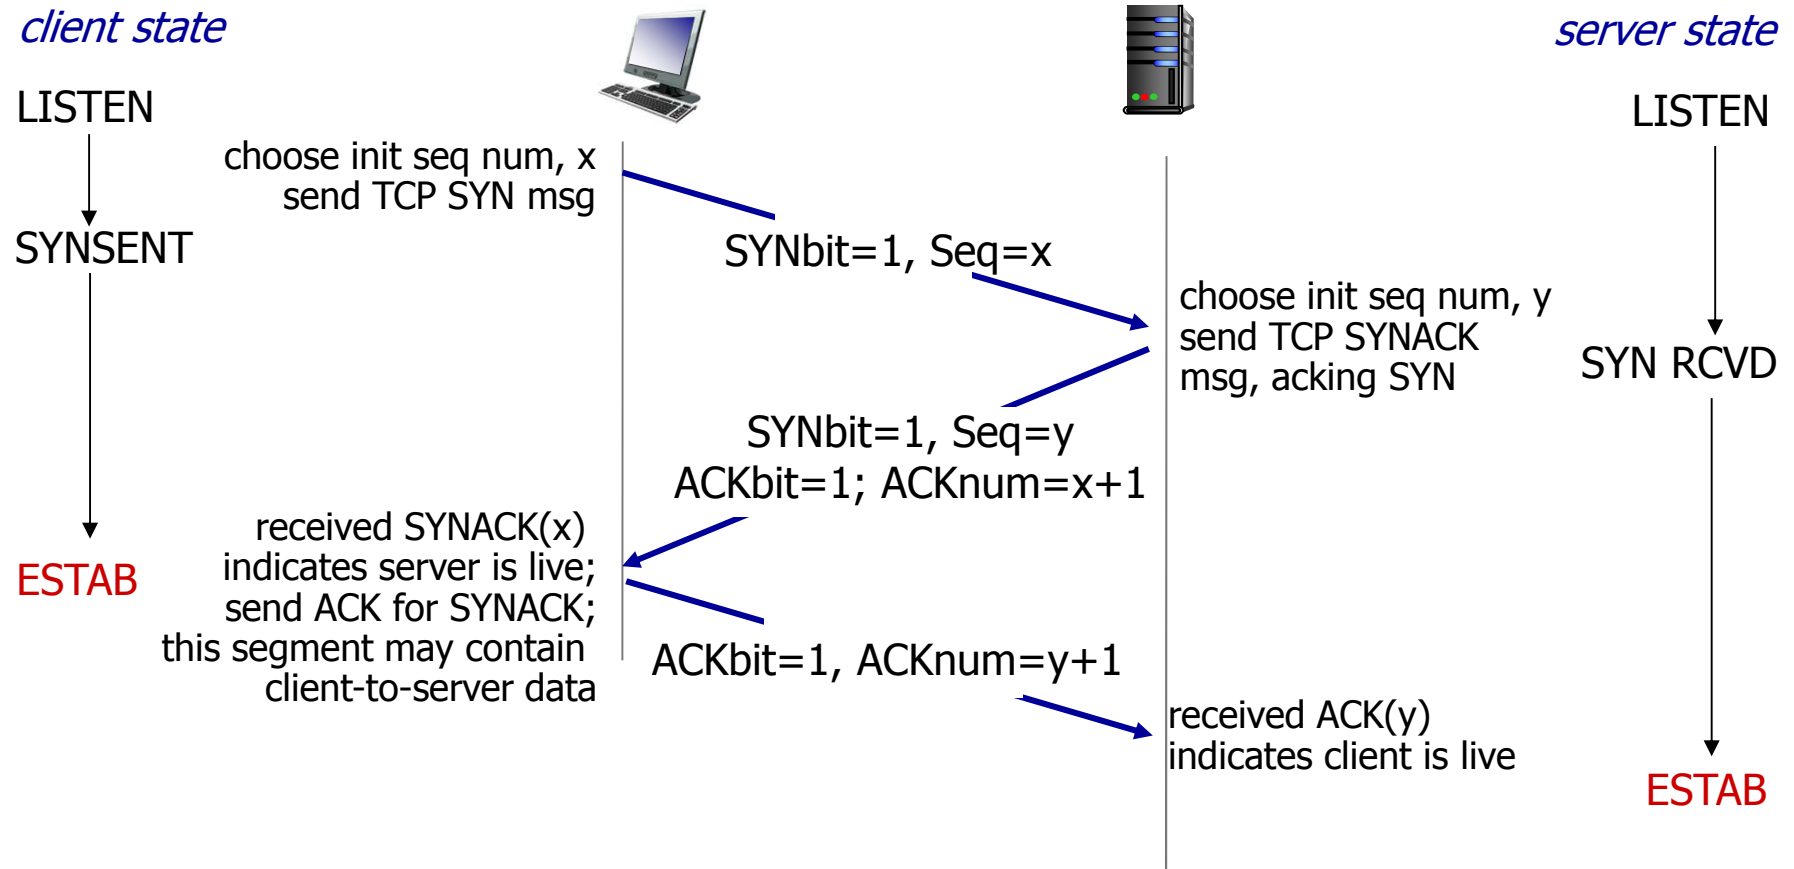 client state
server state
LISTEN
LISTEN
choose init seq num, x
send TCP SYN msg
SYNSENT
SYNbit=1, Seq=x
choose init seq num, y
send TCP SYNACK
msg, acking SYN
SYN RCVD
SYNbit=1, Seq=y
ACKbit=1; ACKnum=x+1
received SYNACK(x)
indicates server is live;
send ACK for SYNACK;
this segment may contain
client-to-server data
ESTAB
ACKbit=1, ACKnum=y+1
received ACK(y)
indicates client is live
ESTAB